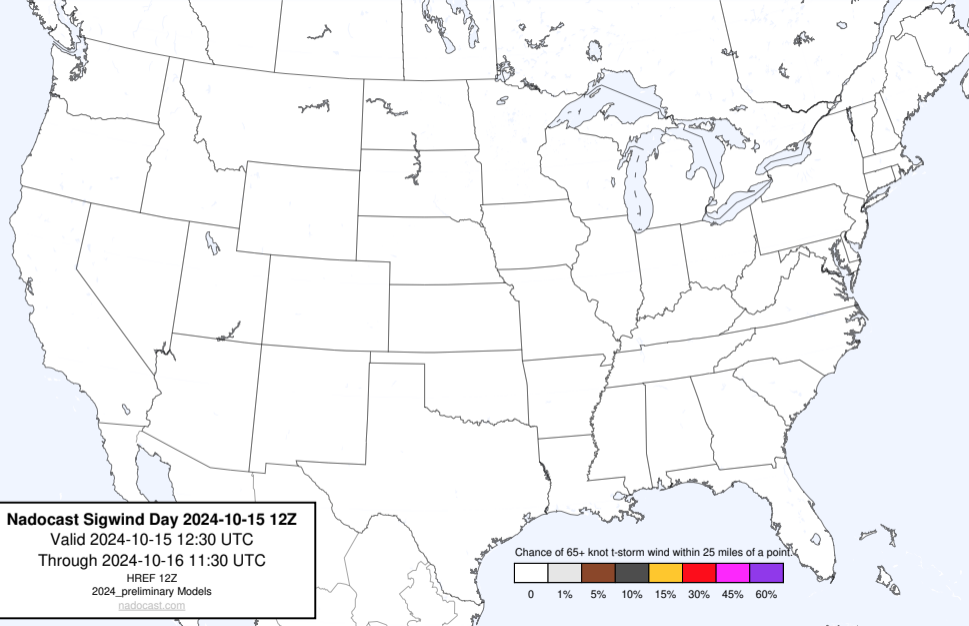 Nadocast Sigwind Day 2024-10-15 12Z
Valid 2024-10-15 12:30 UTC
Through 2024-10-16 11:30 UTC
HREF 12Z
2024_preliminary Models
nadocast.com
Chance of 65+ knot t-storm wind within 25 miles of a point.
0 1% 5% 10% 15% 30% 45% 60%